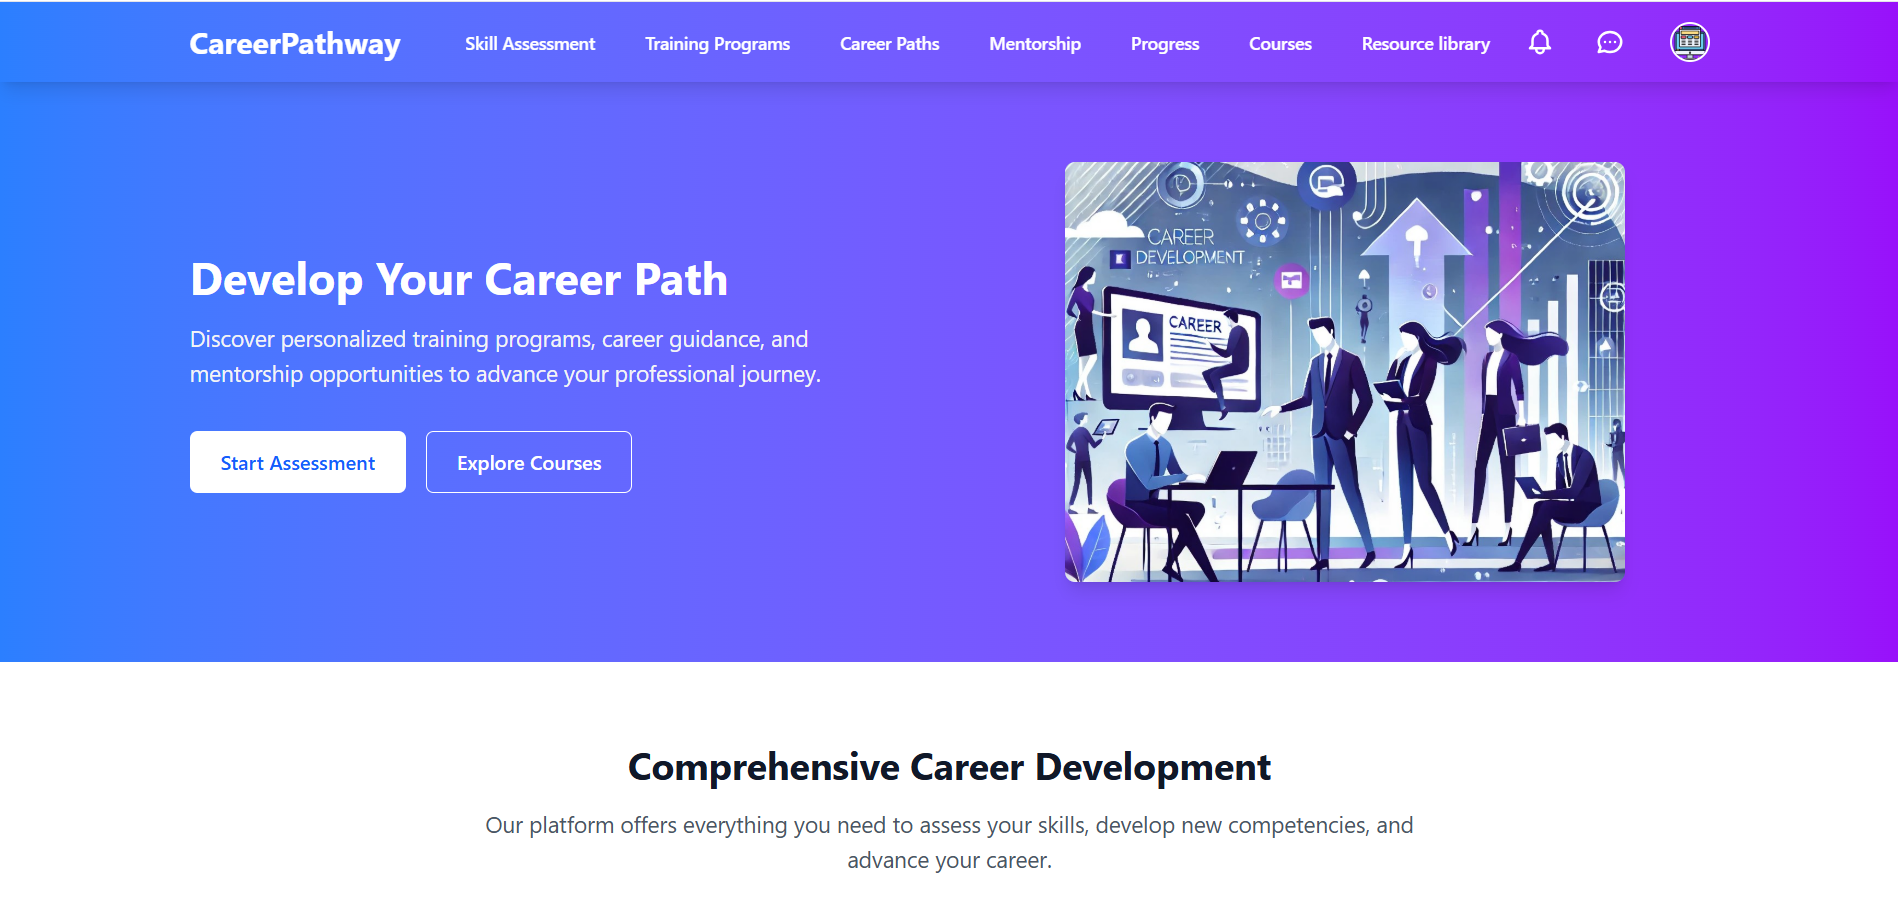 CareerPathway
Skill Assessment
Training Programs
Career Paths
Mentorship
Progress
Courses
Resource library
Develop Your Career Path
Discover personalized training programs, career guidance, and
mentorship opportunities to advance your professional journey.
Start Assessment
Explore Courses
CAREER
DEVELOPMENT
CAREER
Comprehensive Career Development
Our platform offers everything you need to assess your skills, develop new competencies, and
advance your career.